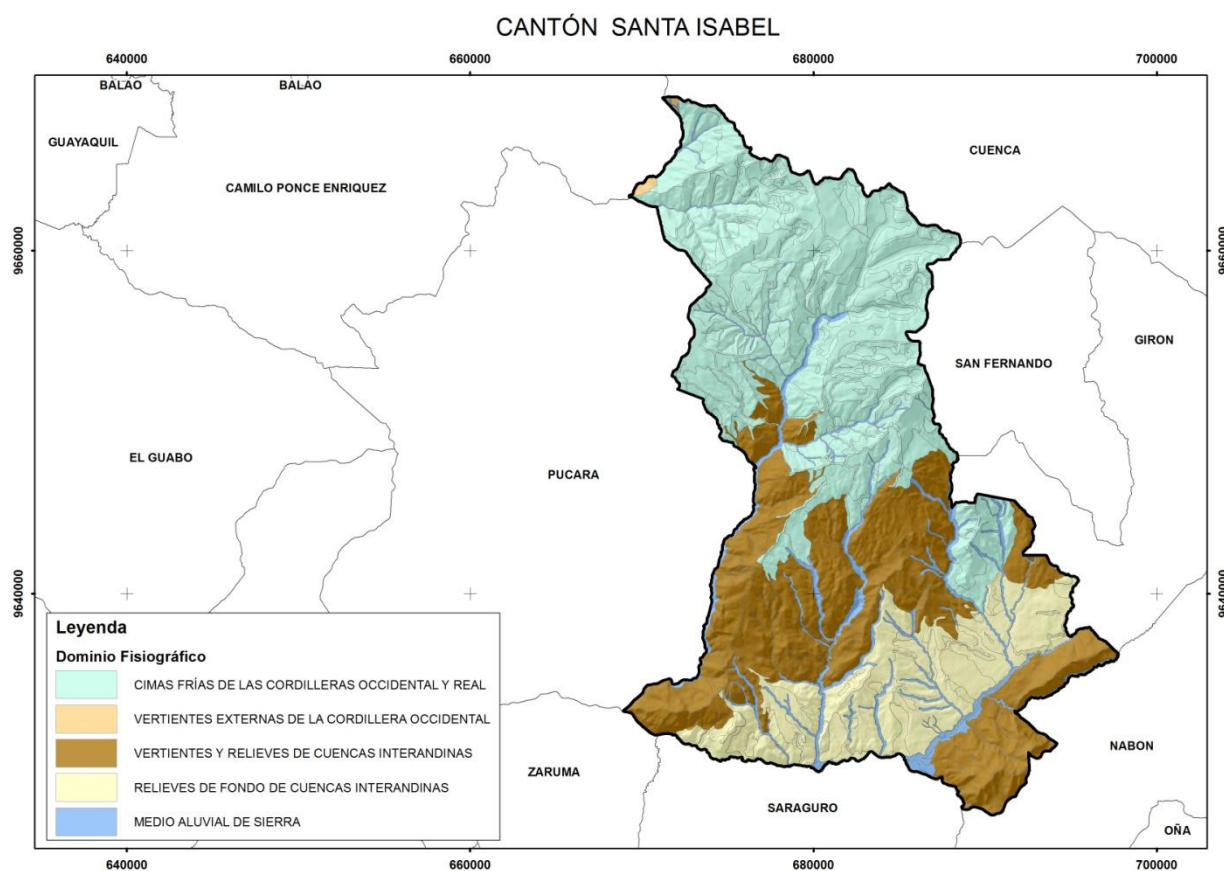 CANTÓN SANTA ISABEL
640000 660000 680000 700000
BALAO BALAO
GUAYAQUIL
CUENCA
CAMILO PONCE ENRIQUEZ
9660000 9660000
GIRON
SAN FERNANDO
EL GUABO
PUCARA
9640000 9640000
Leyenda
Dominio Fisiográfico
CIMAS FRÍAS DE LAS CORDILLERAS OCCIDENTAL Y REAL
VERTIENTES EXTERNAS DE LA CORDILLERA OCCIDENTAL
VERTIENTES Y RELIEVES DE CUENCAS INTERANDINAS
RELIEVES DE FONDO DE CUENCAS INTERANDINAS
MEDIO ALUVIAL DE SIERRA
NABON
ZARUMA
SARAGURO
OÑA
640000 660000 680000 700000